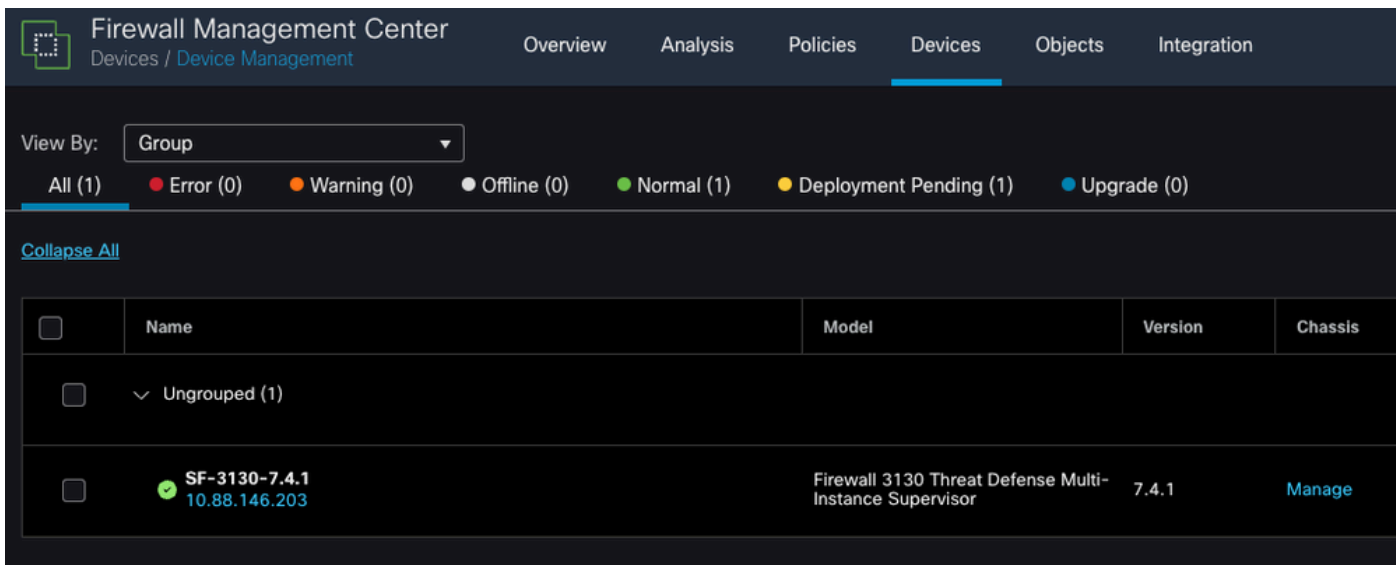 Firewall Management Center
Devices / Device Management
Overview Analysis Policies Devices Objects Integration
View By: Group
All (1) Error (0) Warning (0) Offline (0) Normal (1) Deployment Pending (1) Upgrade (0)
Collapse All
Name Model Version Chassis
Ungrouped (1)
SF-3130-7.4.1
10.88.146.203
Firewall 3130 Threat Defense Multi-
Instance Supervisor
7.4.1
Manage